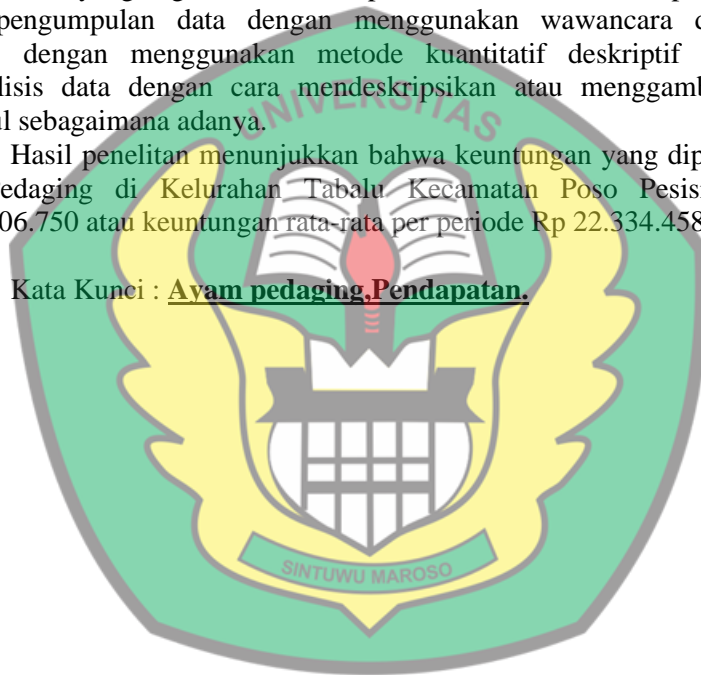 pengumpulan data dengan menggunakan wawancara d
dengan menggunakan metode kuantitatif deskriptif
lisis data dengan cara mendeskripsikan atau menggamb
l sebagaimana adanya.
Hasil penelitan menunjukkan bahwa keuntungan yang dip
edaging di Kelurahan Tabalu Kecamatan Poso Pesis
06.750 atau keuntungan rata-rata per periode Rp 22.334.458
Kata Kunci : Ayam pedaging,Pendapatan.
UNIVERSITAS
SINTUWU MAROSO